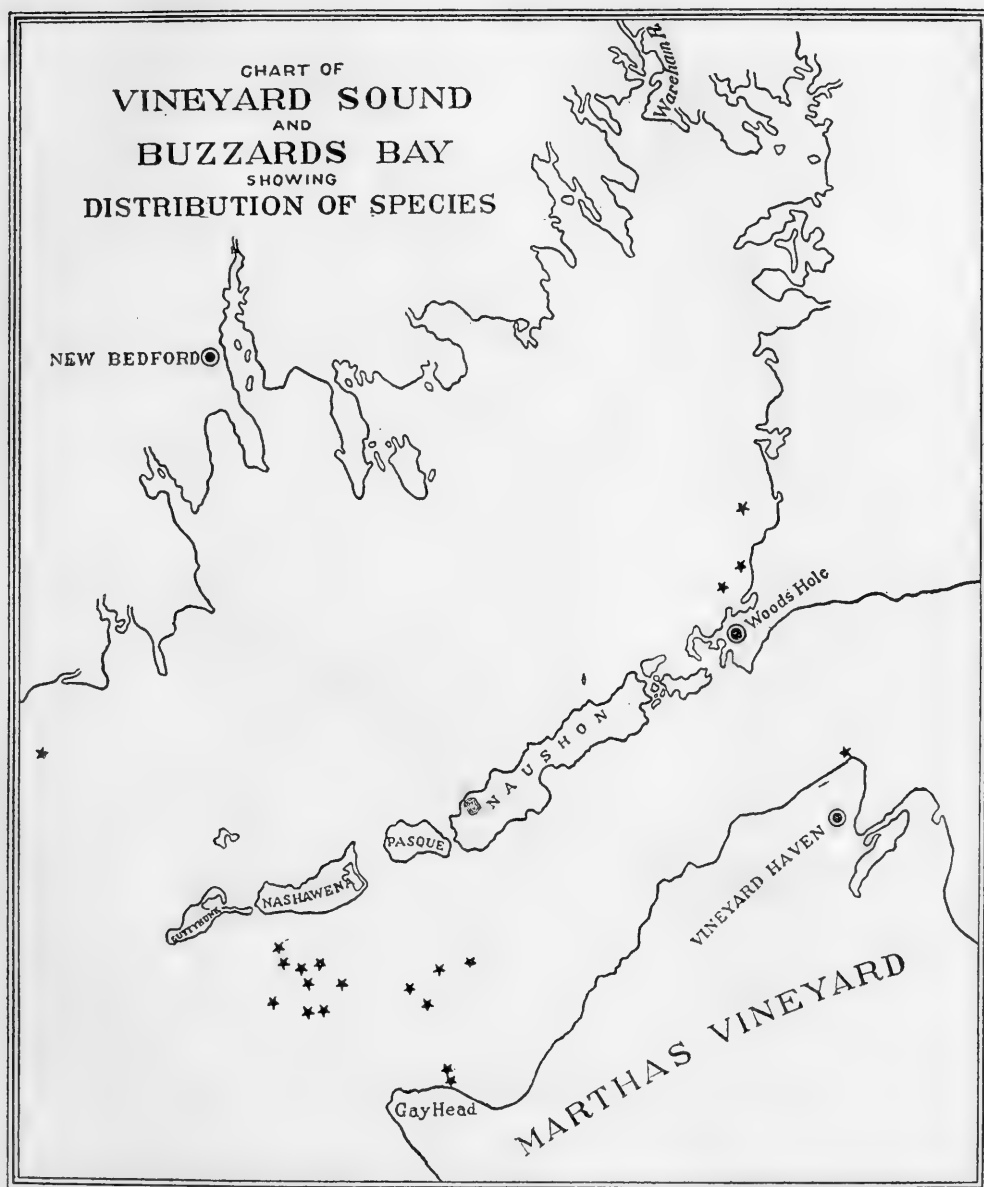 CHART OF
VINEYARD SOUND
AND
BUZZARDS BAY
SHOWING
DISTRIBUTION OF SPECIES
Wareham R.
NEW BEDFORD
Woods Hole
NAUSHON
PASQUE
NASHAWENA
CUTTYHUNK
VINEYARD HAVEN
MARTHAS VINEYARD
Gay Head